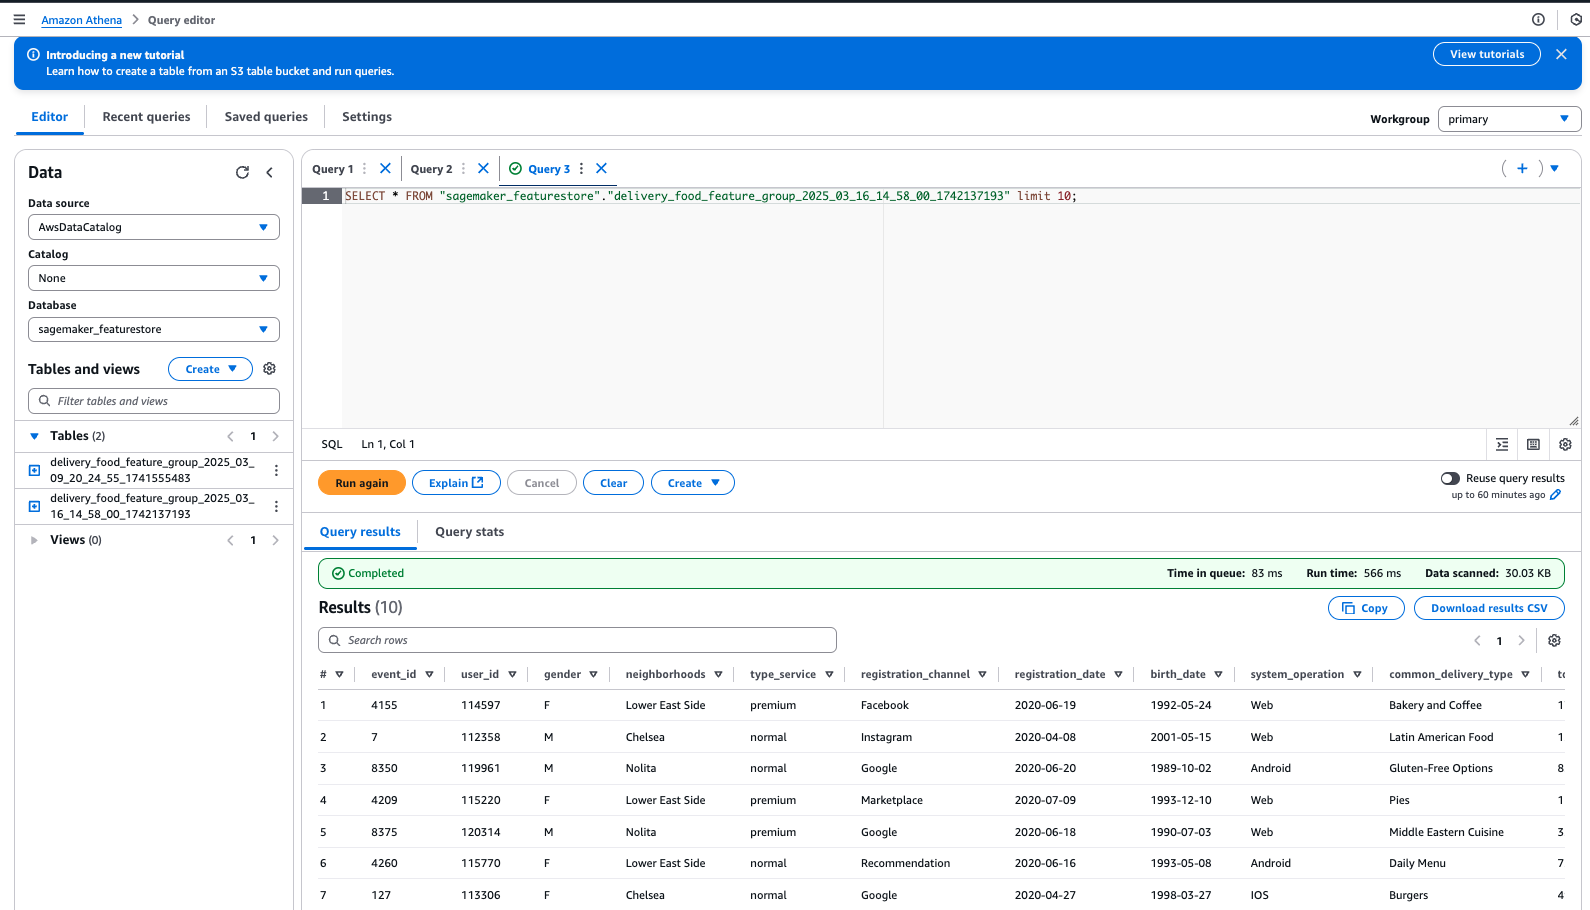 Amazon Athena > Query editor
Introducing a new tutorial
Learn how to create a table from an S3 table bucket and run queries.
View tutorials
Editor Recent queries Saved queries Settings
Workgroup primary
Data
Data source
AwsDataCatalog
Catalog
None
Database
sagemaker_featurestore
Tables and views Create
Filter tables and views
Tables (2) < 1 >
delivery_food_feature_group_2025_03_
09_20_24_55_1741555483
delivery_food_feature_group_2025_03_
16_14_58_00_1742137193
Views (0) < 1 >
Query 1 Query 2 Query 3
1 SELECT * FROM "sagemaker_featurestore"."delivery_food_feature_group_2025_03_16_14_58_00_1742137193" limit 10;
SQL Ln 1, Col 1
Run again Explain Cancel Clear Create
Reuse query results
up to 60 minutes ago
Query results Query stats
Completed Time in queue: 83 ms Run time: 566 ms Data scanned: 30.03 KB
Results (10) Copy Download results CSV
Search rows
< 1 >
# event_id user_id gender neighborhoods type_service registration_channel registration_date birth_date system_operation common_delivery_type
1 4155 114597 F Lower East Side premium Facebook 2020-06-19 1992-05-24 Web Bakery and Coffee 1
2 7 112358 M Chelsea normal Instagram 2020-04-08 2001-05-15 Web Latin American Food 1
3 8350 119961 M Nolita normal Google 2020-06-20 1989-10-02 Android Gluten-Free Options 8
4 4209 115220 F Lower East Side premium Marketplace 2020-07-09 1993-12-10 Web Pies 1
5 8375 120314 M Nolita premium Google 2020-06-18 1990-07-03 Web Middle Eastern Cuisine 3
6 4260 115770 F Lower East Side normal Recommendation 2020-06-16 1993-05-08 Android Daily Menu 7
7 127 113306 F Chelsea normal Google 2020-04-27 1998-03-27 IOS Burgers 4